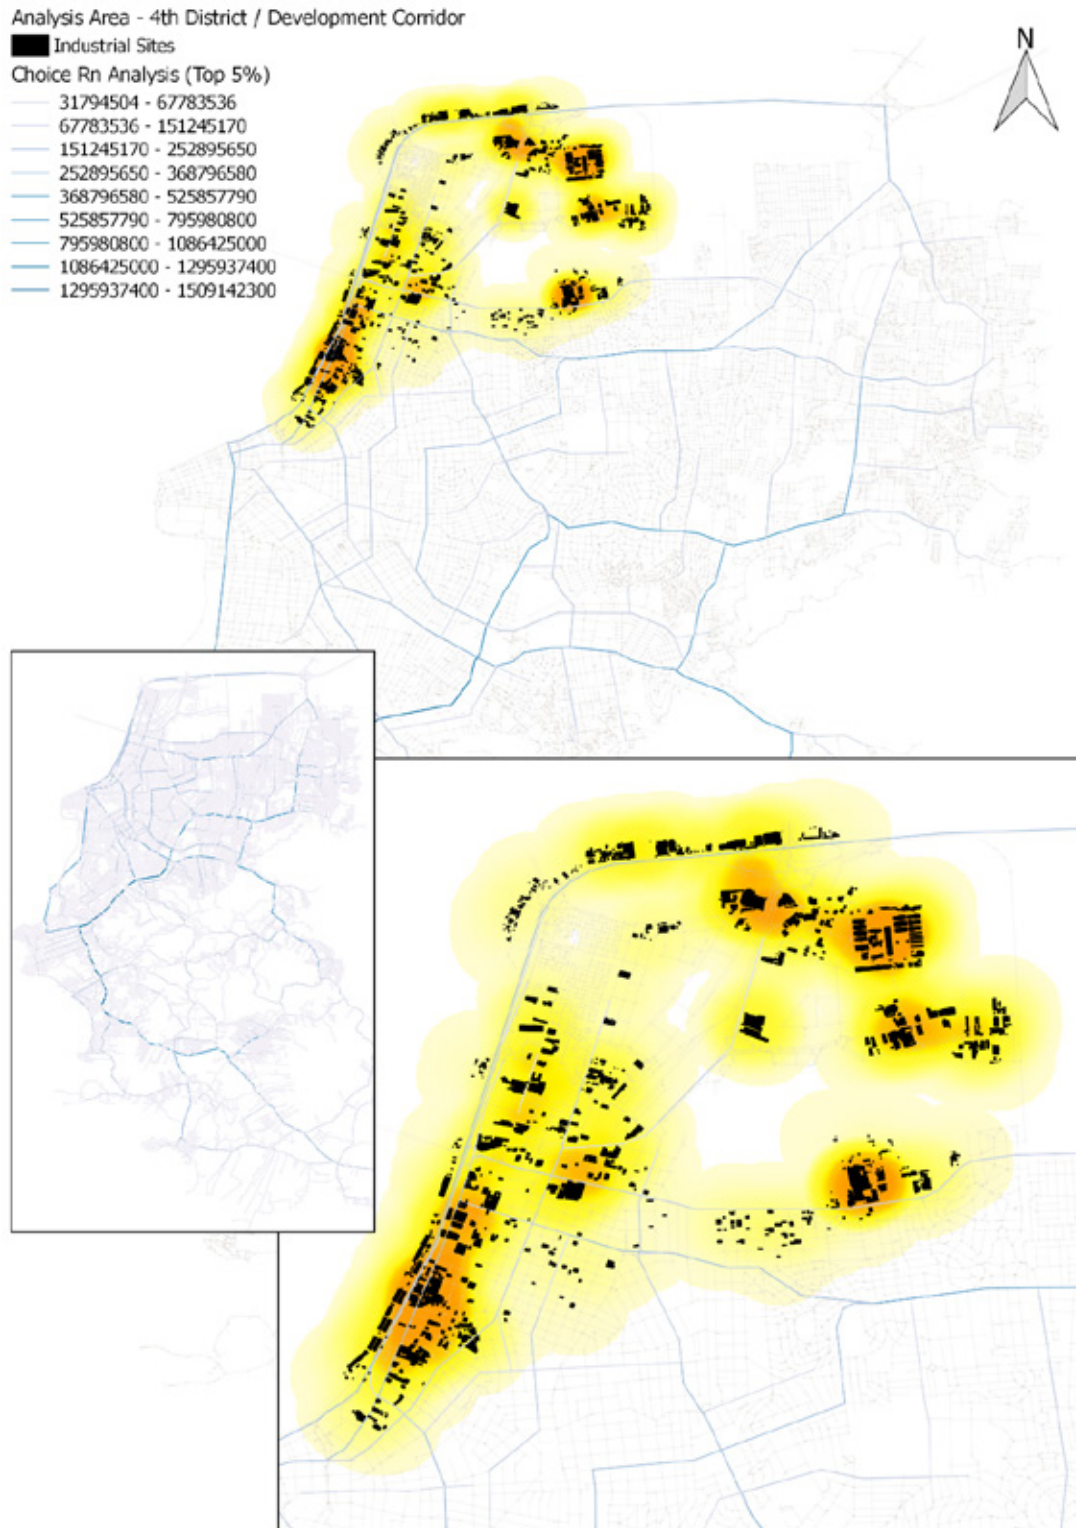 Analysis Area - 4th District / Development Corridor
Industrial Sites
Choice Rn Analysis (Top 5%)
31794504 - 67783536
67783536 - 151245170
151245170 - 252895650
252895650 - 368796580
368796580 - 525857790
525857790 - 795980800
795980800 - 1086425000
1086425000 - 1295937400
1295937400 - 1509142300
N